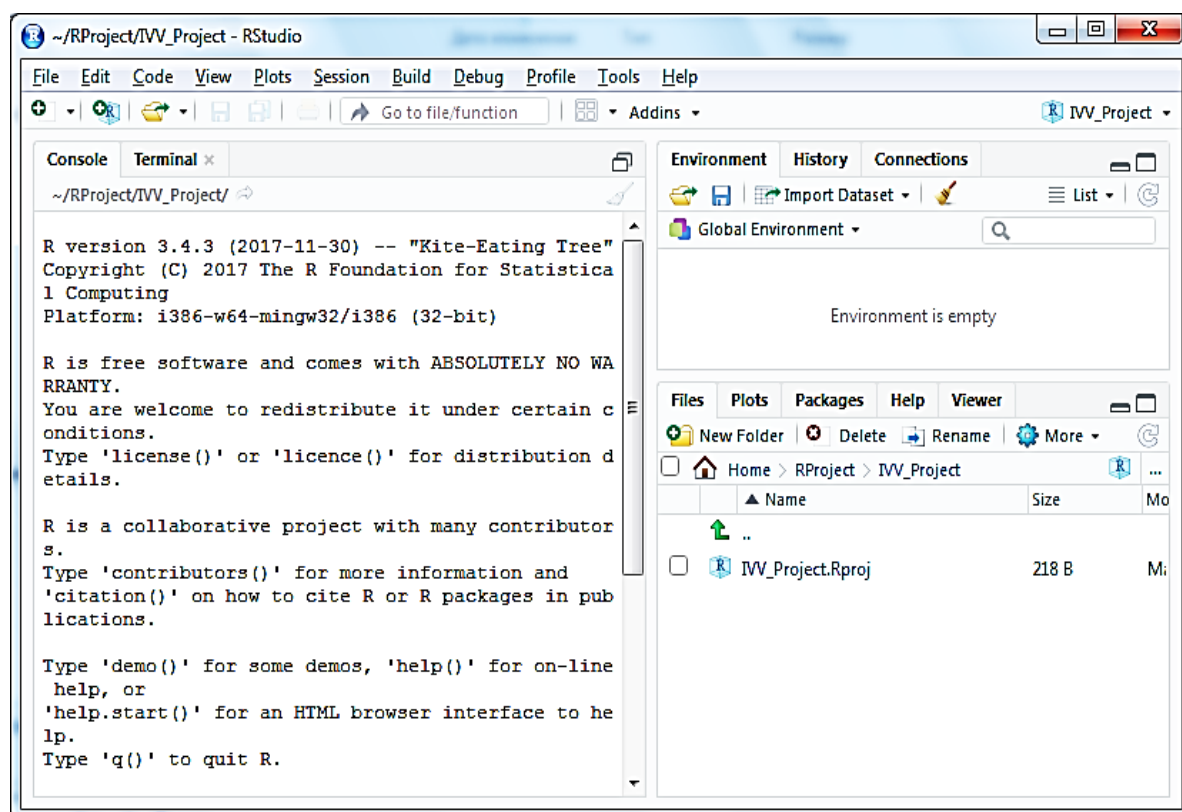 ~/RProject/IVV_Project - RStudio
File Edit Code View Plots Session Build Debug Profile Tools Help
Go to file/function Addins IVV_Project
Console Terminal
~/RProject/IVV_Project/
R version 3.4.3 (2017-11-30) -- "Kite-Eating Tree"
Copyright (C) 2017 The R Foundation for Statistica
l Computing
Platform: i386-w64-mingw32/i386 (32-bit)
R is free software and comes with ABSOLUTELY NO WA
RRANTY.
You are welcome to redistribute it under certain c
onditions.
Type 'license()' or 'licence()' for distribution d
etails.
R is a collaborative project with many contributor
s.
Type 'contributors()' for more information and
'citation()' on how to cite R or R packages in pub
lications.
Type 'demo()' for some demos, 'help()' for on-line
help, or
'help.start()' for an HTML browser interface to he
lp.
Type 'q()' to quit R.
Environment History Connections
Import Dataset List
Global Environment
Environment is empty
Files Plots Packages Help Viewer
New Folder Delete Rename More
Home > RProject > IVV_Project ...
Name Size Mo
..
IVV_Project.Rproj 218 B